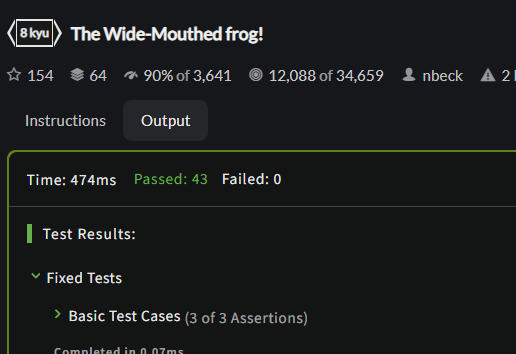 8 kyu The Wide-Mouthed frog!
154 64 90% of 3,641 12,088 of 34,659 nbeck 2
Instructions Output
Time: 474ms Passed: 43 Failed: 0
Test Results:
Fixed Tests
Basic Test Cases (3 of 3 Assertions)
Completed in 0.07ms